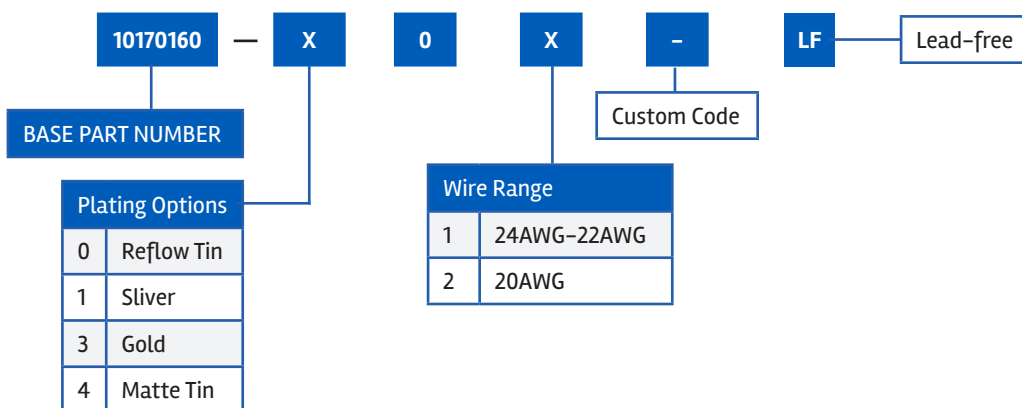 10170160 — X 0 X - LF Lead-free
BASE PART NUMBER
Custom Code
Plating Options
0 Reflow Tin
1 Sliver
3 Gold
4 Matte Tin
Wire Range
1 24AWG-22AWG
2 20AWG